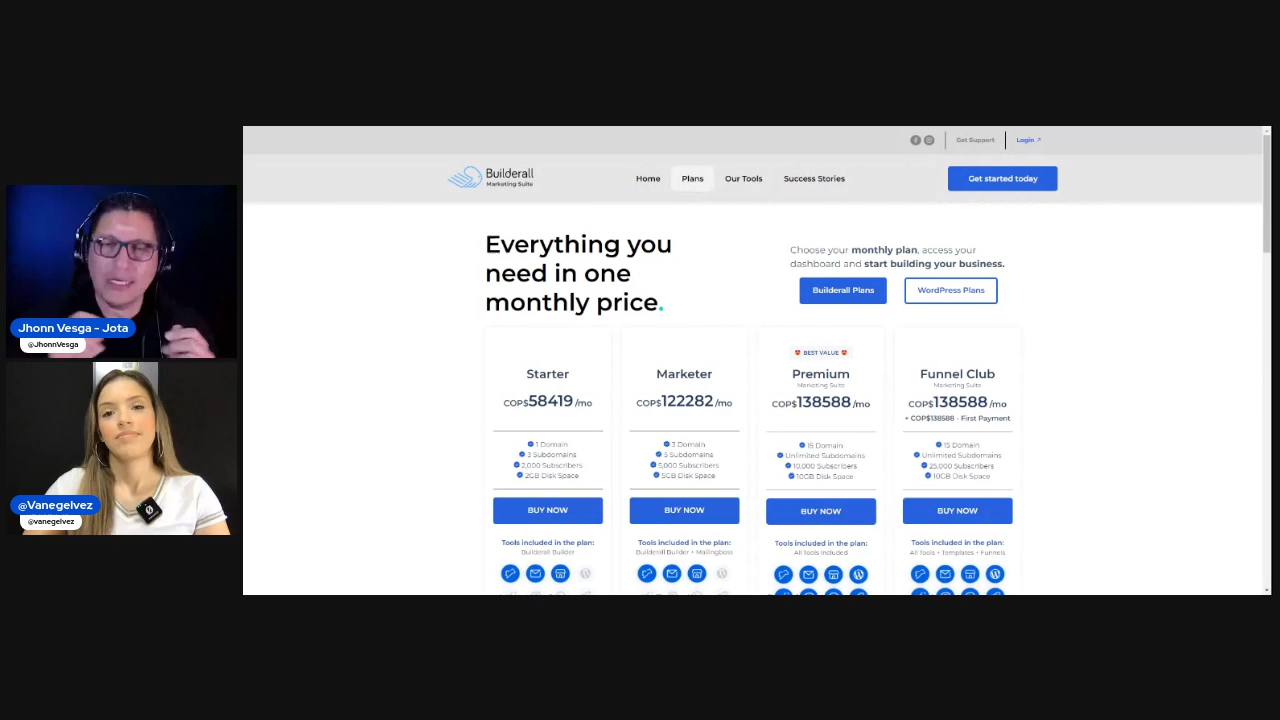 Get Support
Login
Builderall
Marketing Suite
Home
Plans
Our Tools
Success Stories
Get started today
Everything you
need in one
monthly price.
Choose your monthly plan, access your
dashboard and start building your business.
Builderall Plans
WordPress Plans
Jhonn Vesga - Jota
@JhonnVesga
@Vanegelvez
@vanegelvez
Starter
COP$58419 /mo
1 Domain
3 Subdomains
2,000 Subscribers
2GB Disk Space
BUY NOW
Tools included in the plan:
Builderall Builder
Marketer
COP$122282 /mo
3 Domain
5 Subdomains
5,000 Subscribers
5GB Disk Space
BUY NOW
Tools included in the plan:
Builderall Builder + Mailingboss
BEST VALUE
Premium
Marketing Suite
COP$138588 /mo
15 Domain
Unlimited Subdomains
10,000 Subscribers
10GB Disk Space
BUY NOW
Tools included in the plan:
All Tools Included
Funnel Club
Marketing Suite
COP$138588 /mo
+ COP$138588 - First Payment
15 Domain
Unlimited Subdomains
25,000 Subscribers
10GB Disk Space
BUY NOW
Tools included in the plan:
All Tools + Templates + Funnels